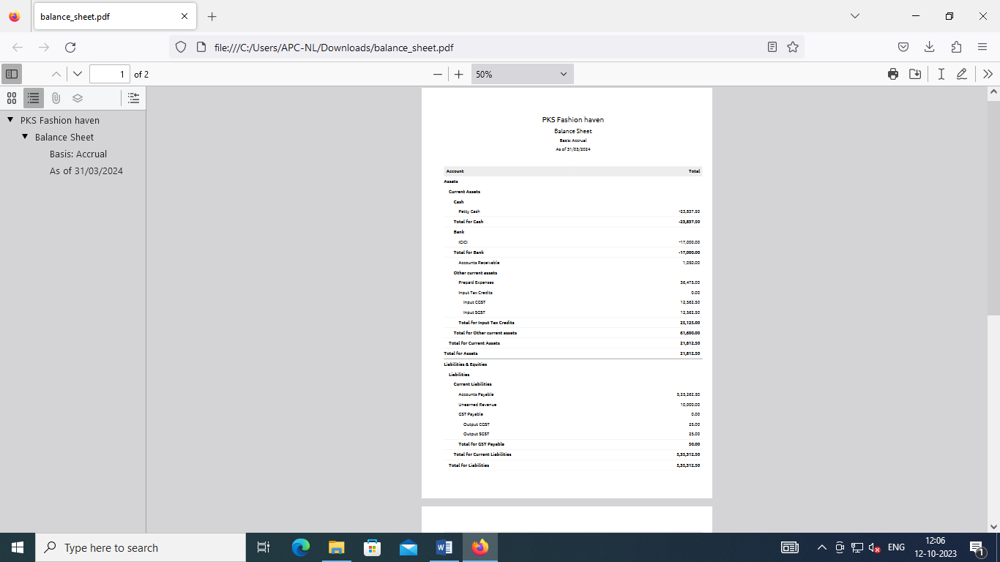 balance_sheet.pdf
file:///C:/Users/APC-NL/Downloads/balance_sheet.pdf
1 of 2
50%
PKS Fashion haven
Balance Sheet
Basis: Accrual
As of 31/03/2024
PKS Fashion haven
Balance Sheet
Basis: Accrual
As of 31/03/2024
Account Total
Assets
Current Assets
Cash
Petty Cash -23,837.50
Total for Cash -23,837.50
Bank
ICICI -17,000.00
Total for Bank -17,000.00
Accounts Receivable 1,050.00
Other current assets
Prepaid Expenses 36,475.00
Input Tax Credits 0.00
Input CGST 12,562.50
Input SGST 12,562.50
Total for Input Tax Credits 25,125.00
Total for Other current assets 61,600.00
Total for Current Assets 21,812.50
Total for Assets 21,812.50
Liabilities & Equities
Liabilities
Current Liabilities
Accounts Payable 5,25,262.50
Unearned Revenue 10,000.00
GST Payable 0.00
Output CGST 25.00
Output SGST 25.00
Total for GST Payable 50.00
Total for Current Liabilities 5,35,312.50
Total for Liabilities 5,35,312.50
Type here to search
ENG
12:06
12-10-2023
1